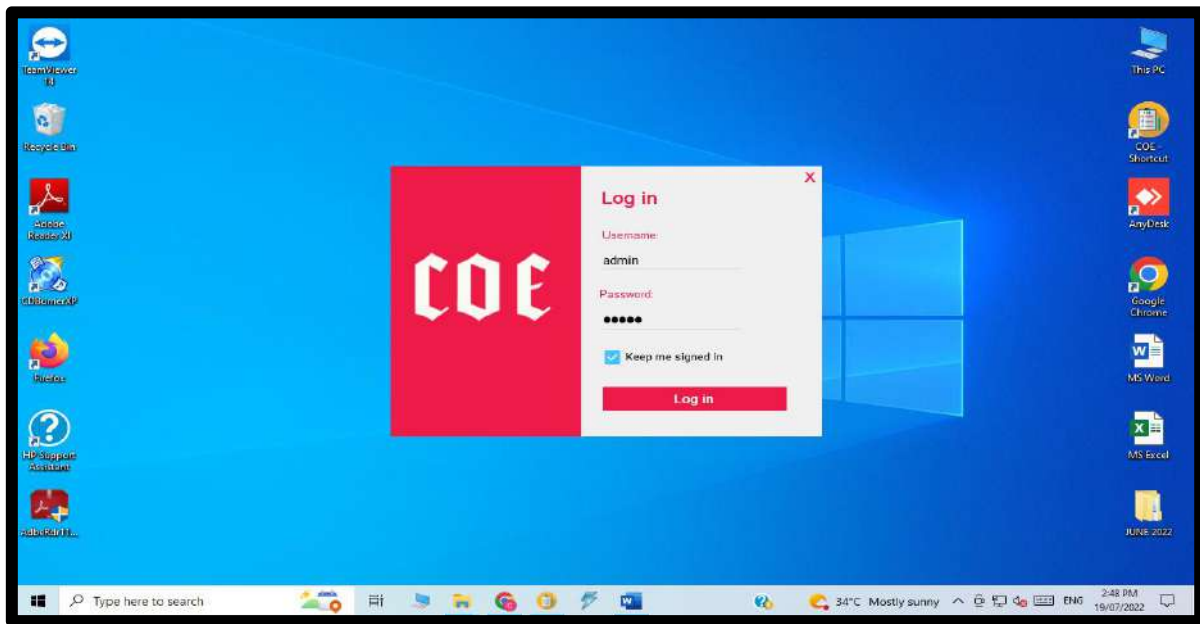 TeamViewer
14
Recycle Bin
Adobe
Reader XI
CDBurnerXP
Firefox
HP Support
Assistant
AdbeRdr11...
COE
X
Log in
Username:
admin
Password:
Keep me signed in
Log in
This PC
COE -
Shortcut
AnyDesk
Google
Chrome
MS Word
MS Excel
JUNE 2022
Type here to search
34°C Mostly sunny
ENG
2:48 PM
19/07/2022